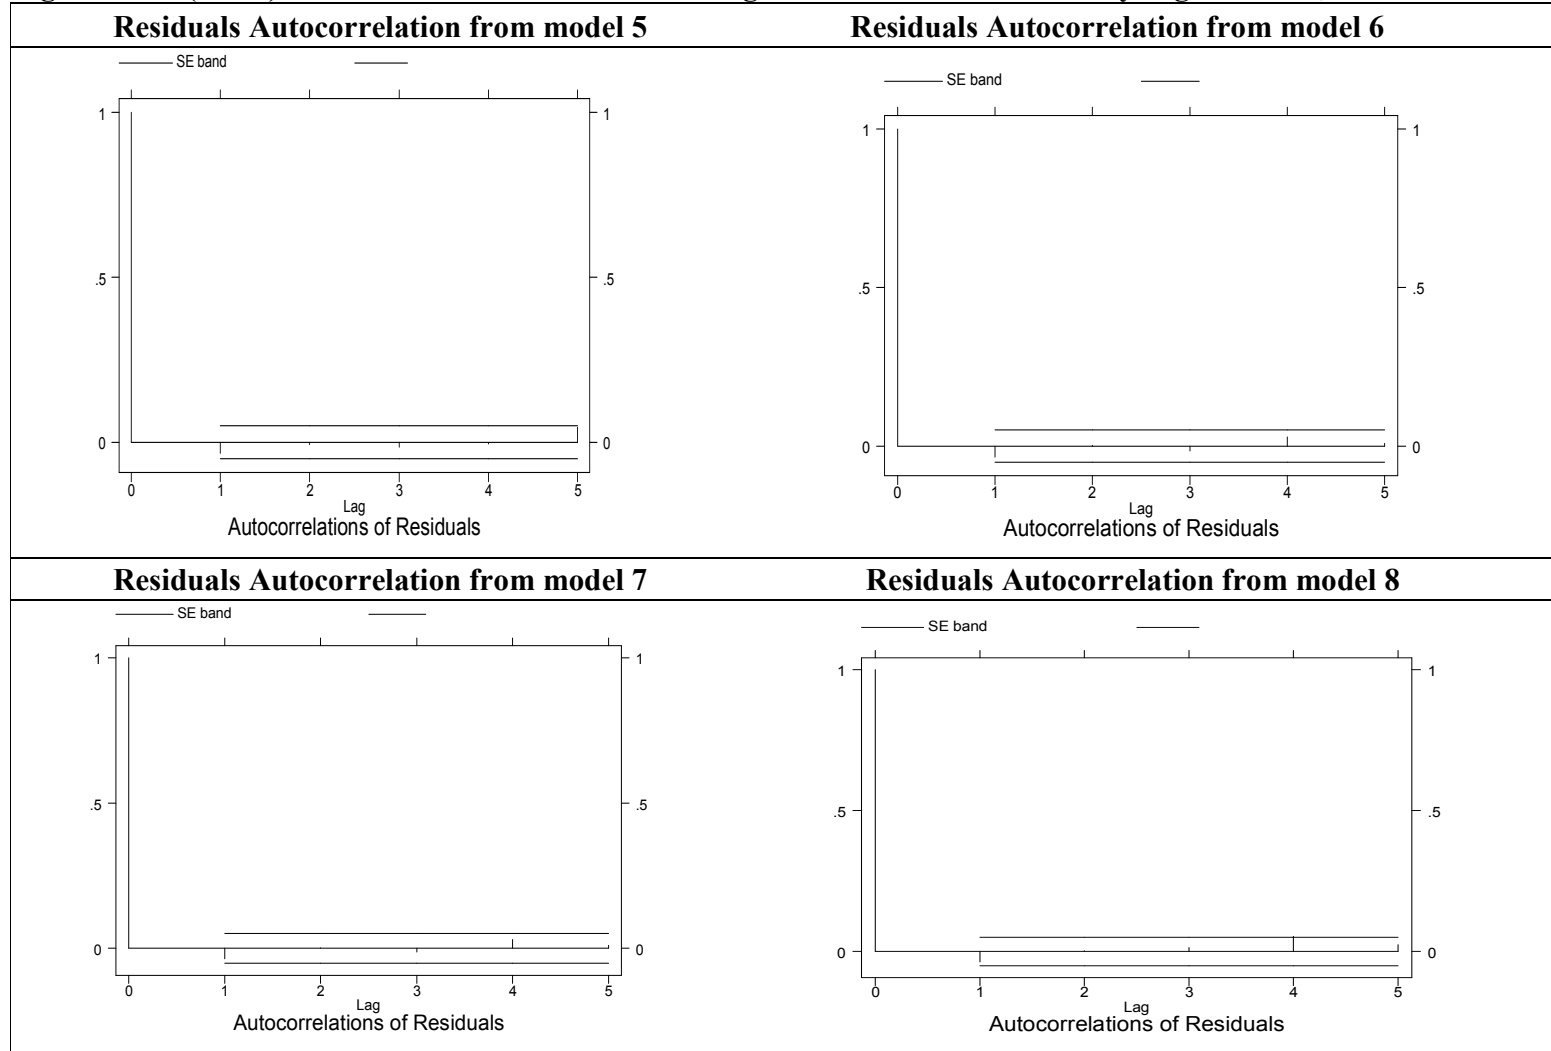 Residuals Autocorrelation from model 5
Residuals Autocorrelation from model 6
SE band
1 1
.5 .5
0 0
0 1 2 3 4 5
Lag
Autocorrelations of Residuals
SE band
1 1
.5 .5
0 0
0 1 2 3 4 5
Lag
Autocorrelations of Residuals
Residuals Autocorrelation from model 7
Residuals Autocorrelation from model 8
SE band
1 1
.5 .5
0 0
0 1 2 3 4 5
Lag
Autocorrelations of Residuals
SE band
1 1
.5 .5
0 0
0 1 2 3 4 5
Lag
Autocorrelations of Residuals